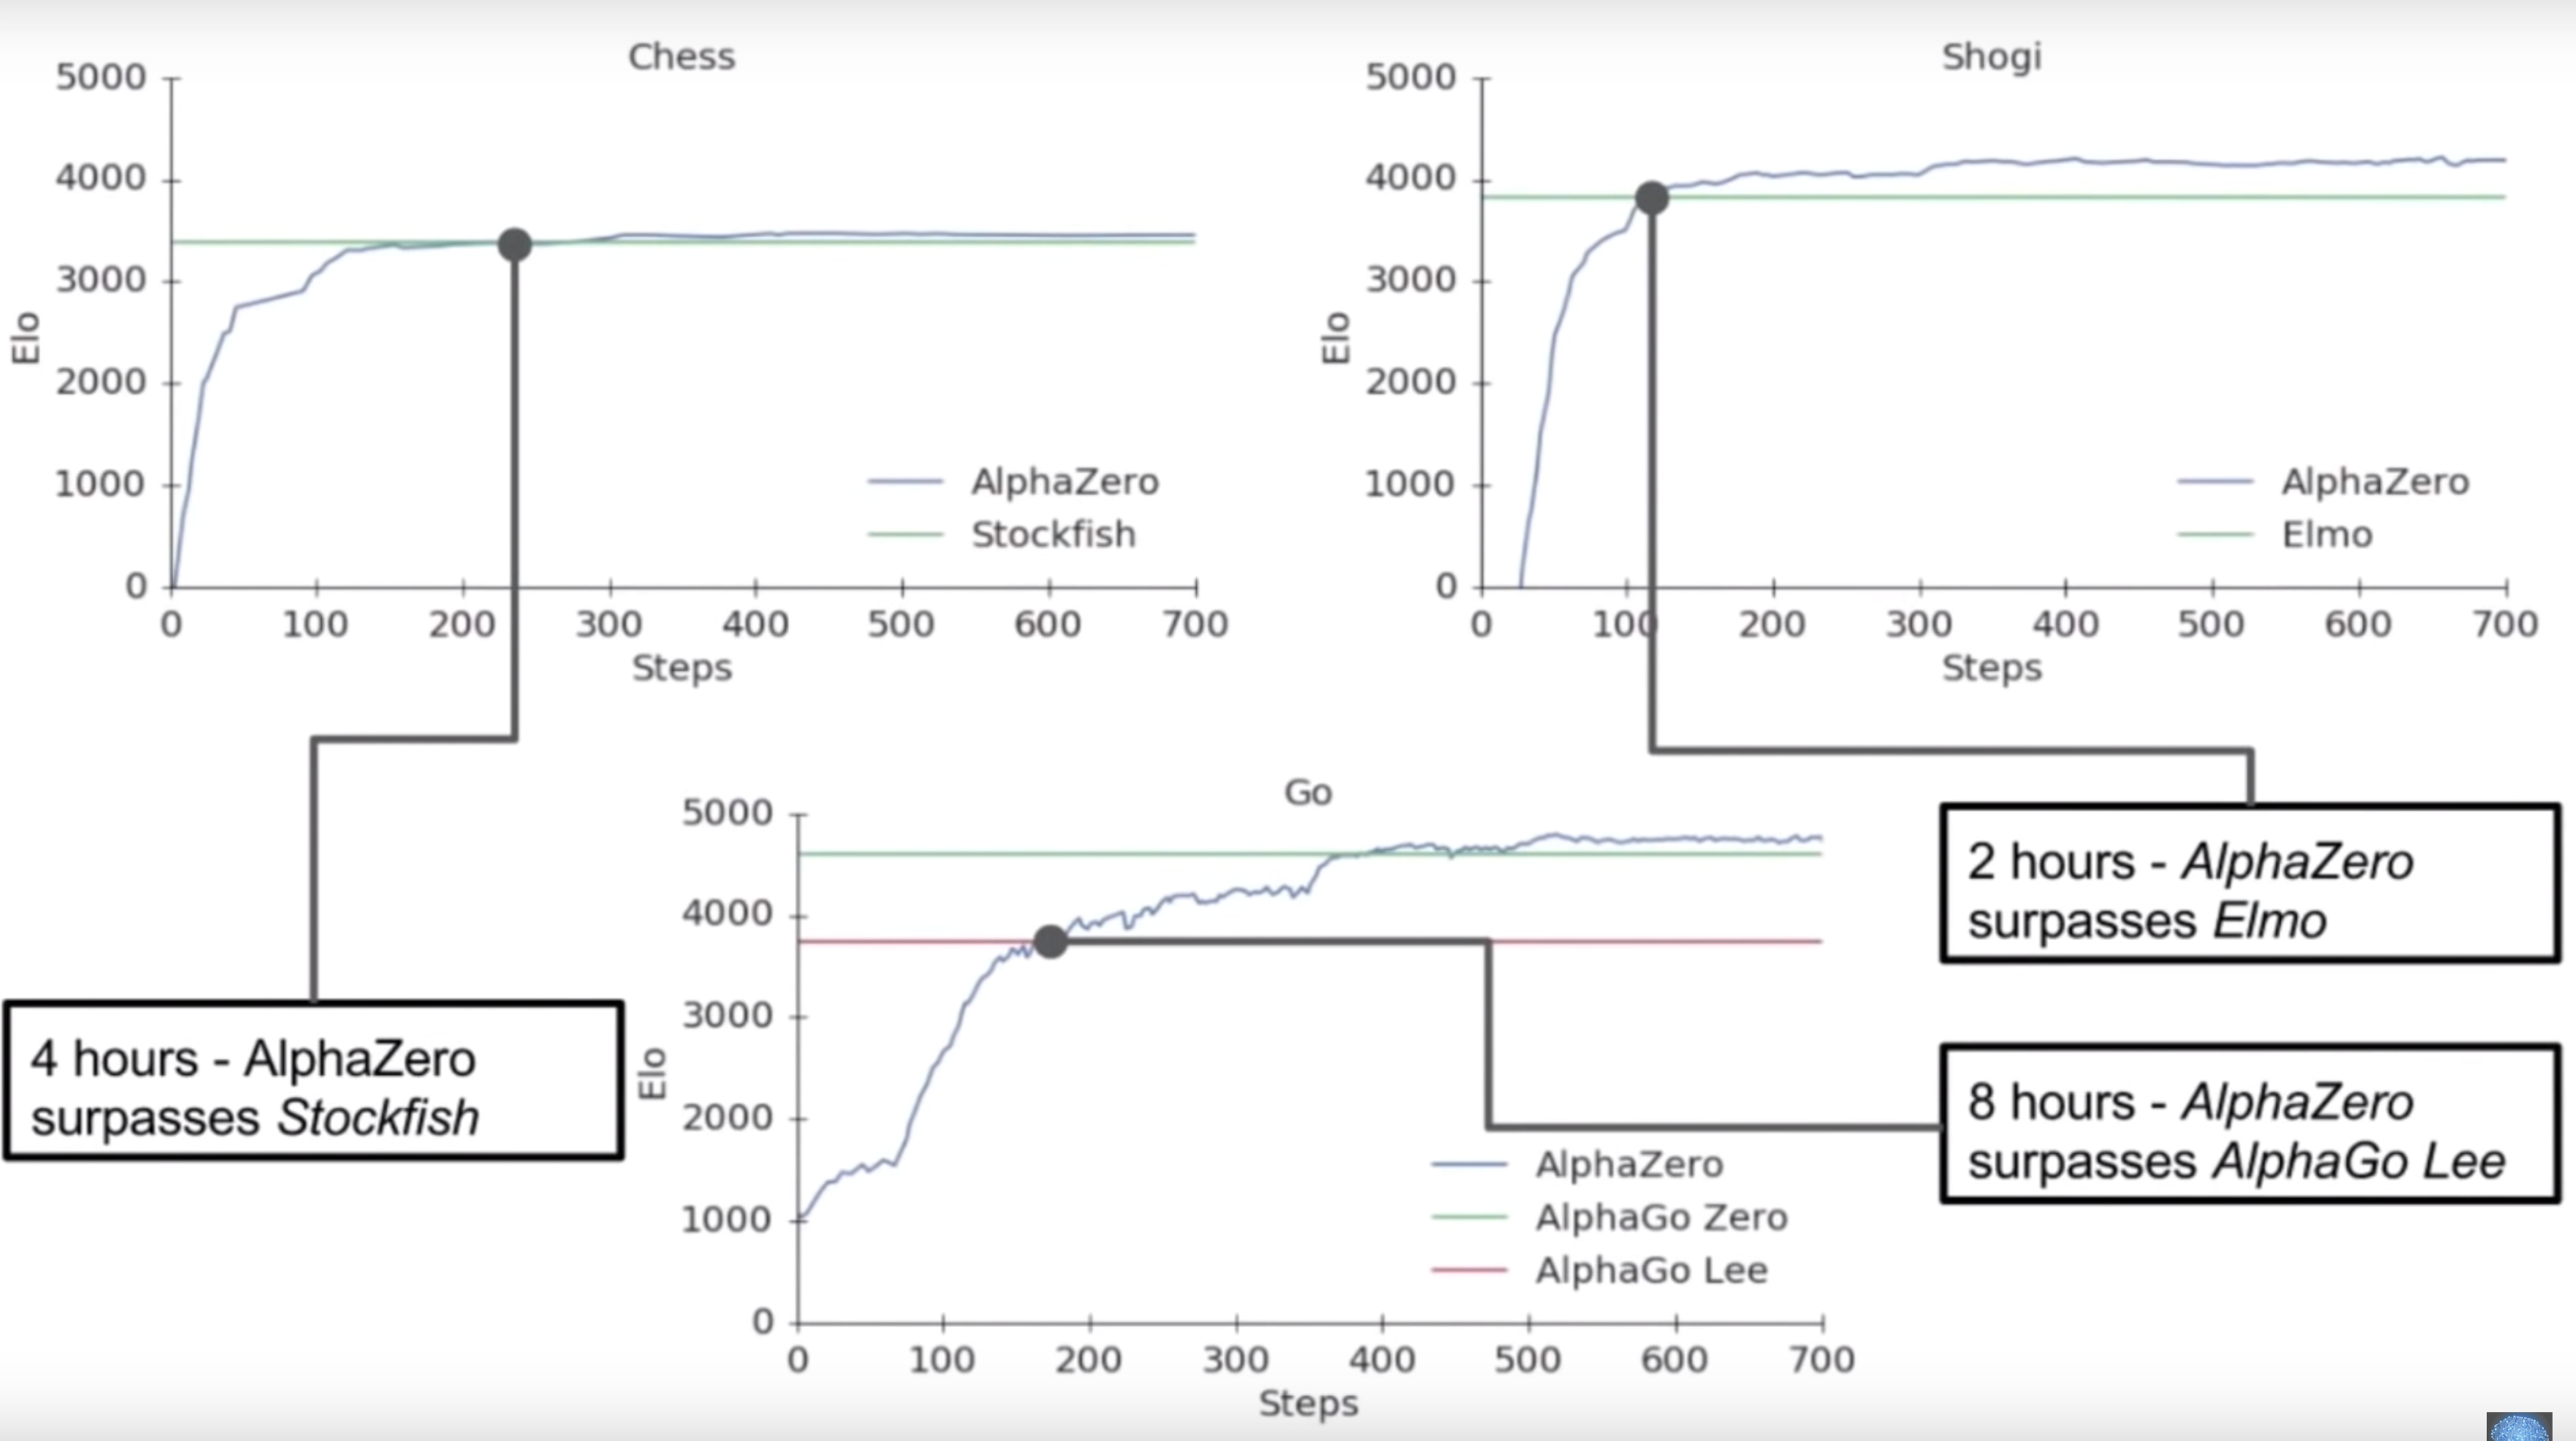 Chess
5000
4000
3000
2000
1000
0
Elo
0 100 200 300 400 500 600 700
Steps
AlphaZero
Stockfish
Shogi
5000
4000
3000
2000
1000
0
Elo
0 100 200 300 400 500 600 700
Steps
AlphaZero
Elmo
4 hours - AlphaZero
surpasses Stockfish
Go
5000
4000
3000
2000
1000
0
Elo
0 100 200 300 400 500 600 700
Steps
AlphaZero
AlphaGo Zero
AlphaGo Lee
2 hours - AlphaZero
surpasses Elmo
8 hours - AlphaZero
surpasses AlphaGo Lee